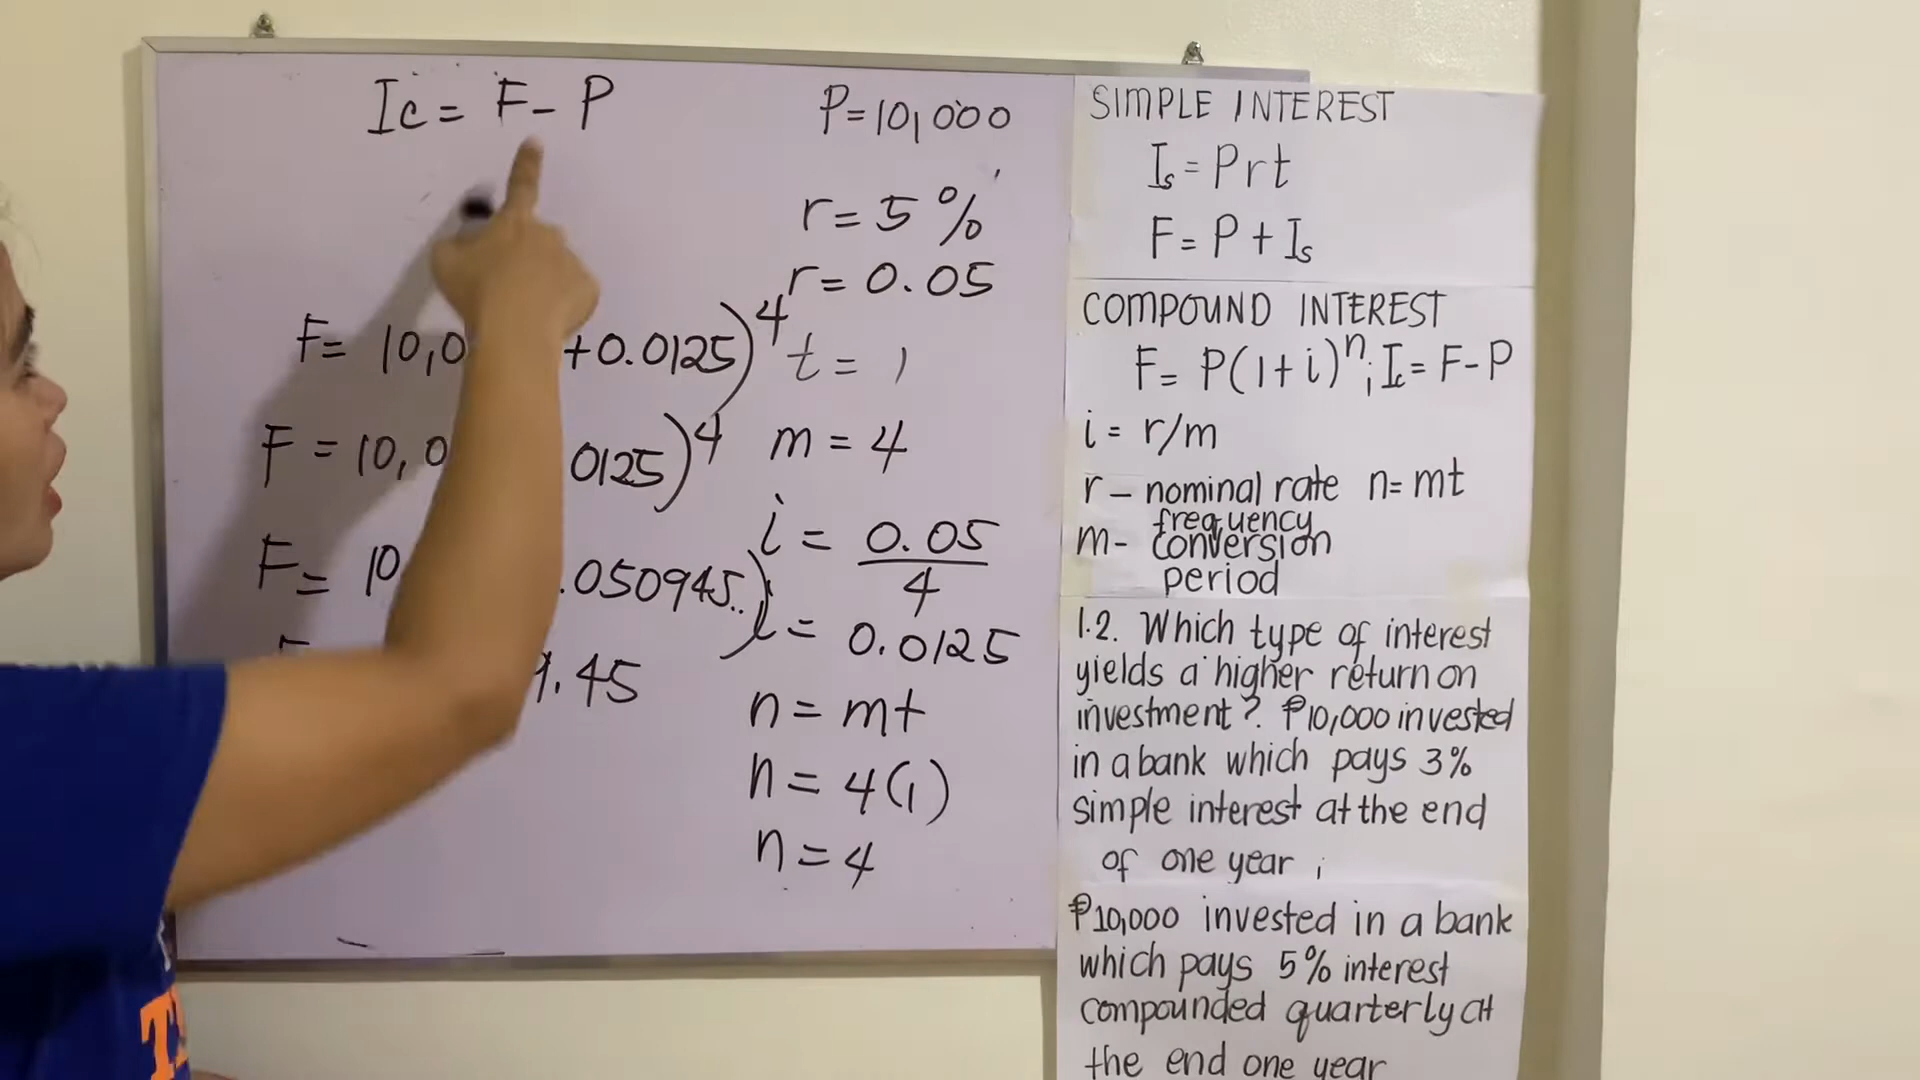 Ic = F - P
P = 10,000
r = 5 %
r = 0.05
F = 10,0 +0.0125)^4
t = 1
F = 10,0 0125)^4
m = 4
i = 0.05/4
F = 10 .050945..)
i = 0.0125
.45
n = mt
n = 4(1)
n = 4
SIMPLE INTEREST
Is = Prt
F = P + Is
COMPOUND INTEREST
F = P(1+i)^n; Ic = F-P
i = r/m
r - nominal rate n = mt
frequency
m- conversion
period
1.2. Which type of interest
yields a higher return on
investment? ₱10,000 invested
in a bank which pays 3%
simple interest at the end
of one year ;
₱10,000 invested in a bank
which pays 5% interest
compounded quarterly at
the end one year